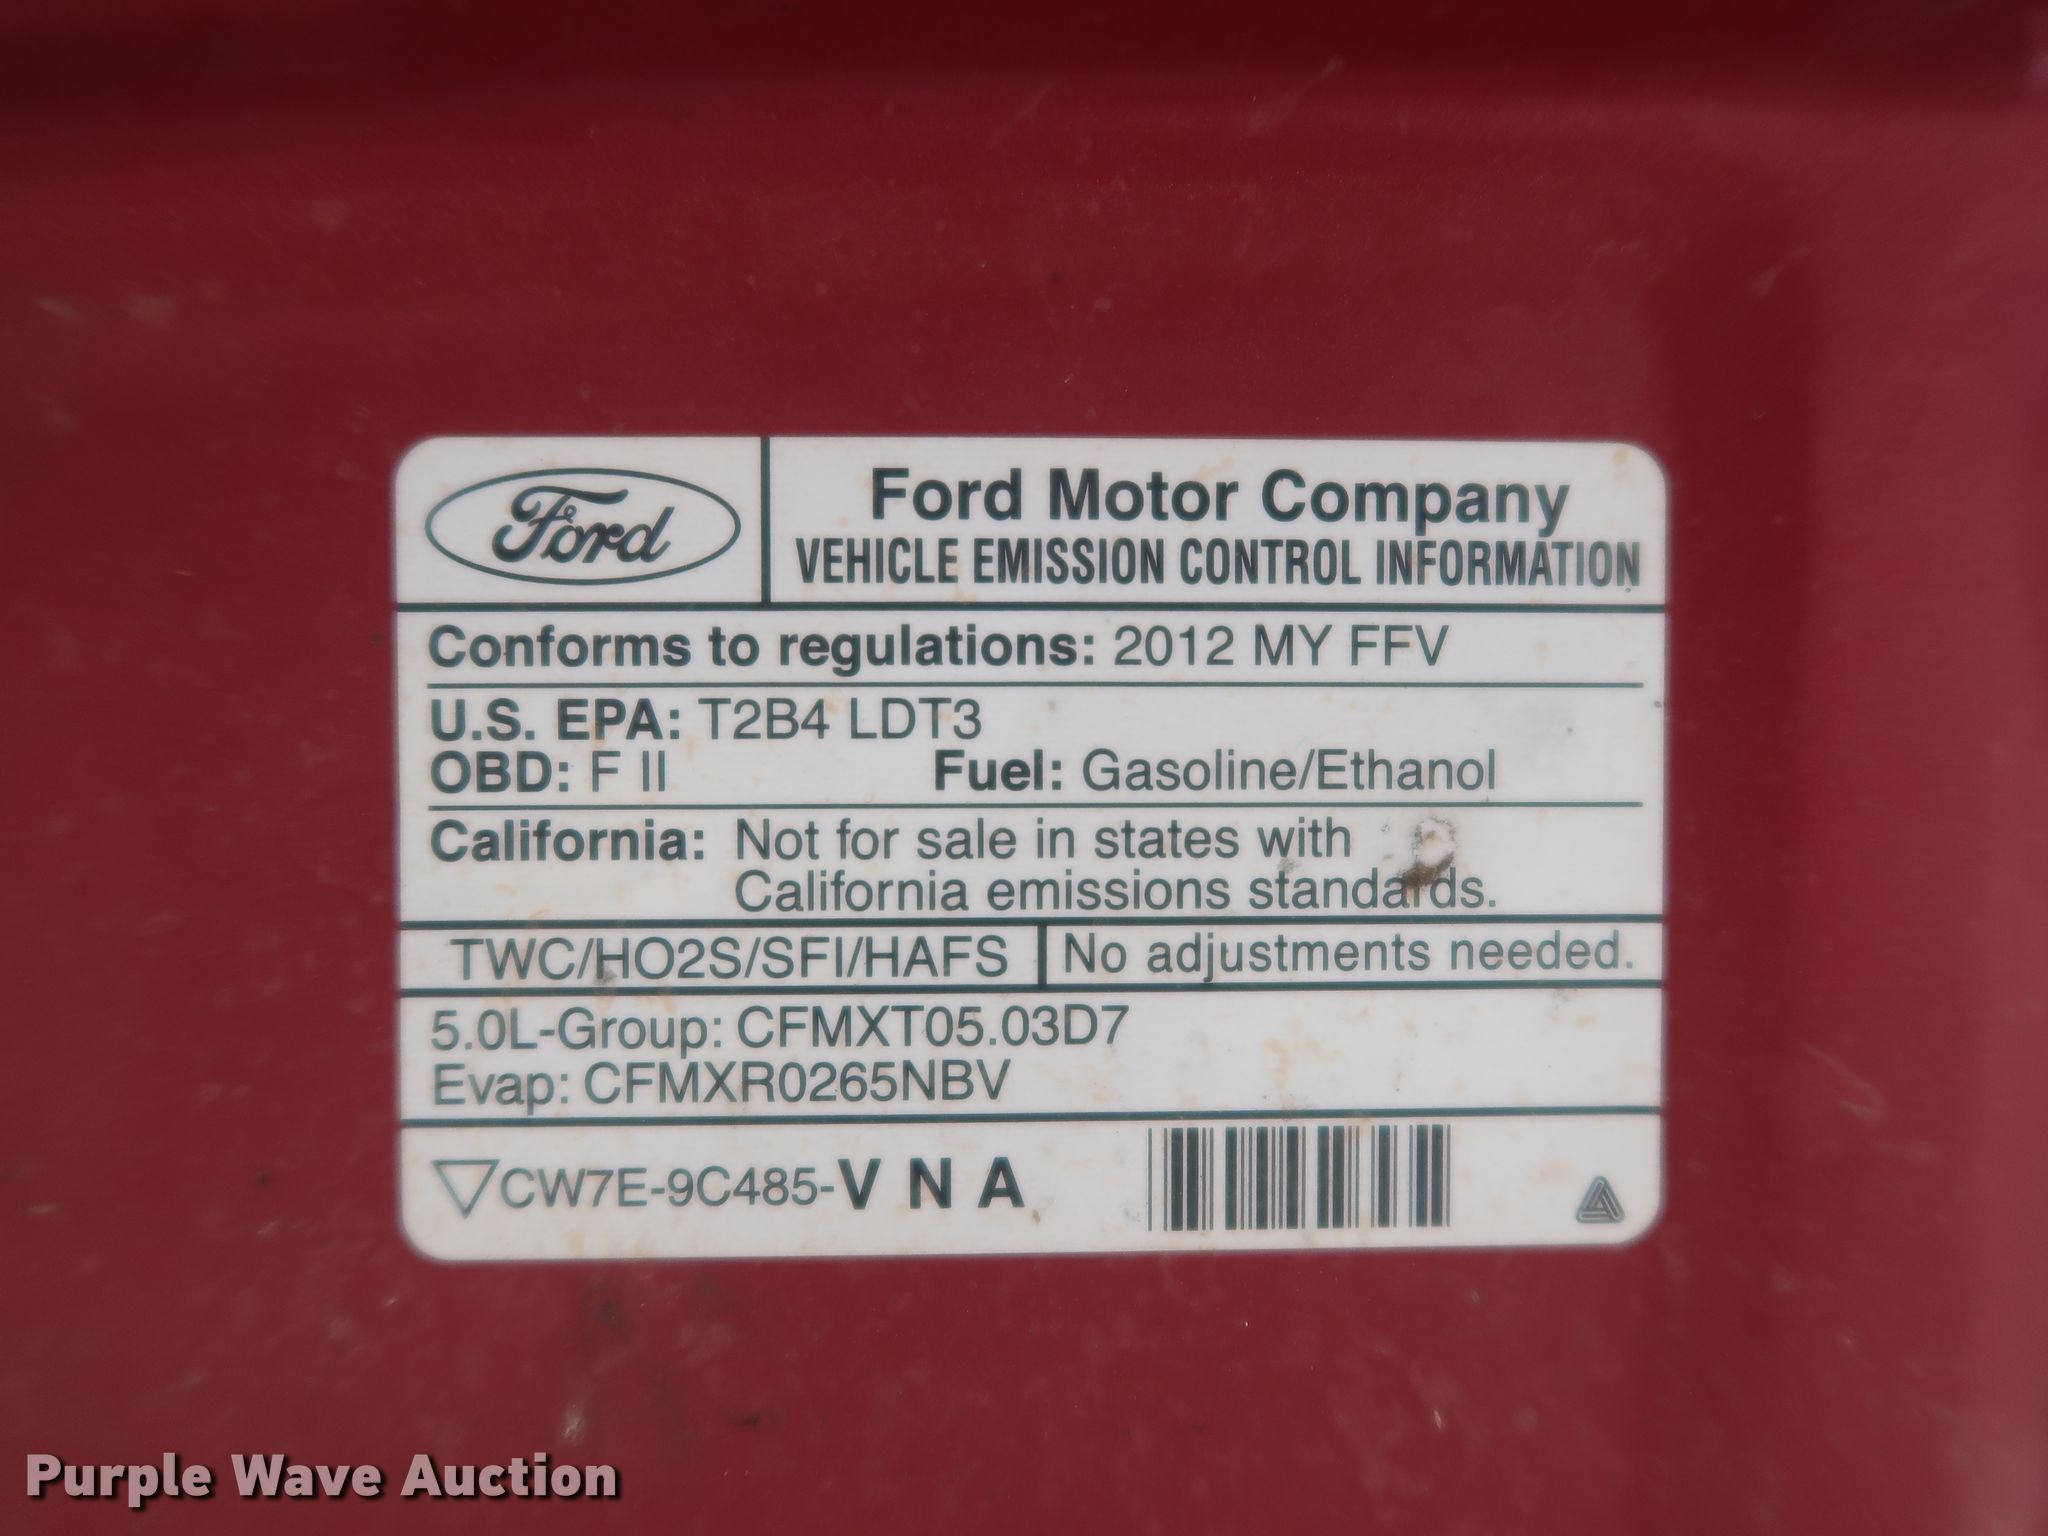 Ford
Ford Motor Company
VEHICLE EMISSION CONTROL INFORMATION
Conforms to regulations: 2012 MY FFV
U.S. EPA: T2B4 LDT3
OBD: F II Fuel: Gasoline/Ethanol
California: Not for sale in states with
California emissions standards.
TWC/HO2S/SFI/HAFS No adjustments needed.
5.0L-Group: CFMXT05.03D7
Evap: CFMXR0265NBV
CW7E-9C485-V N A
Purple Wave Auction